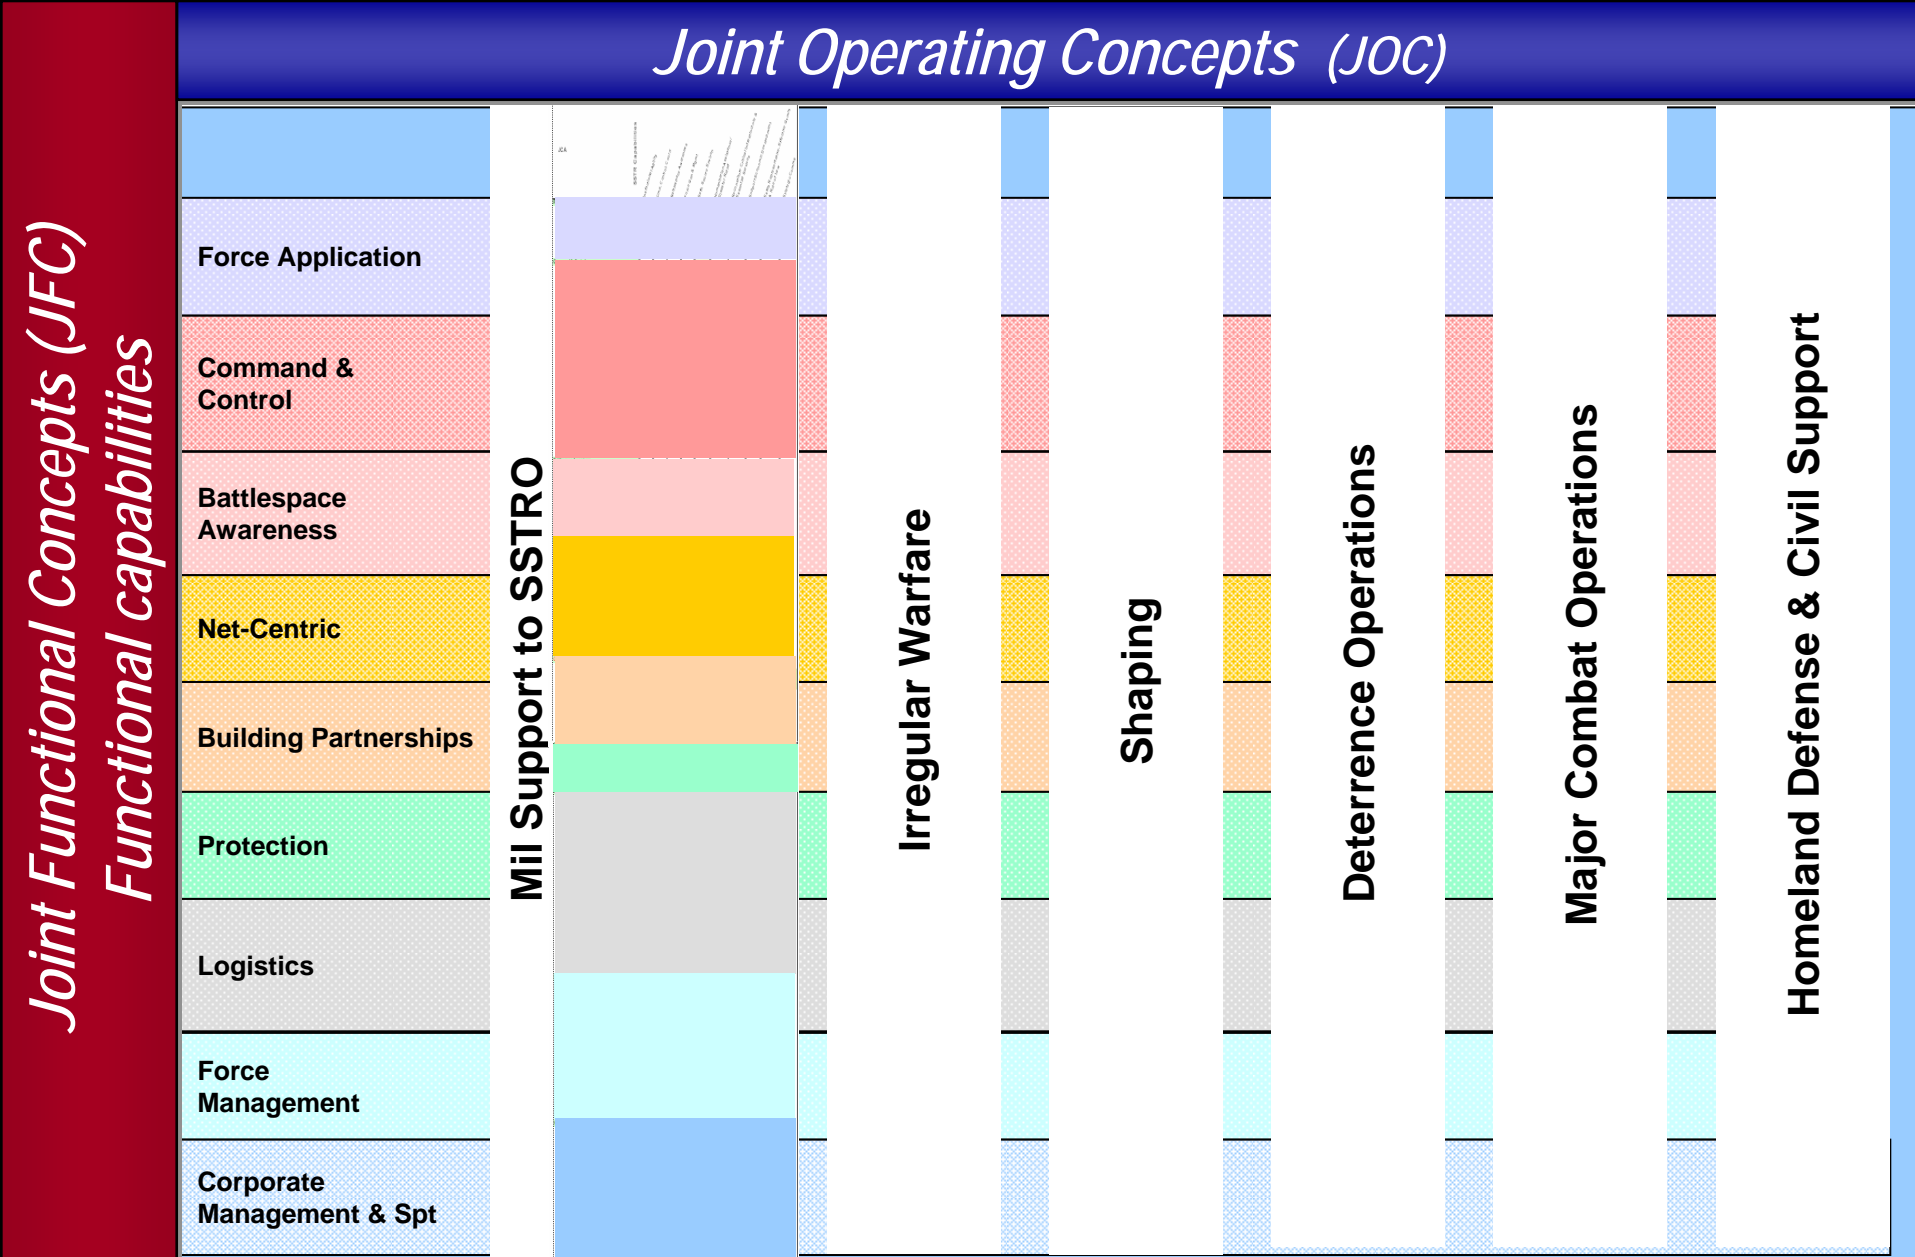 Joint Operating Concepts (JOC)
Joint Functional Concepts (JFC)
Functional capabilities
JCA
Force Application
Command &
Control
Battlespace
Awareness
Net-Centric
Building Partnerships
Protection
Logistics
Force
Management
Corporate
Management & Spt
Mil Support to SSTRO
Irregular Warfare
Shaping
Deterrence Operations
Major Combat Operations
Homeland Defense & Civil Support